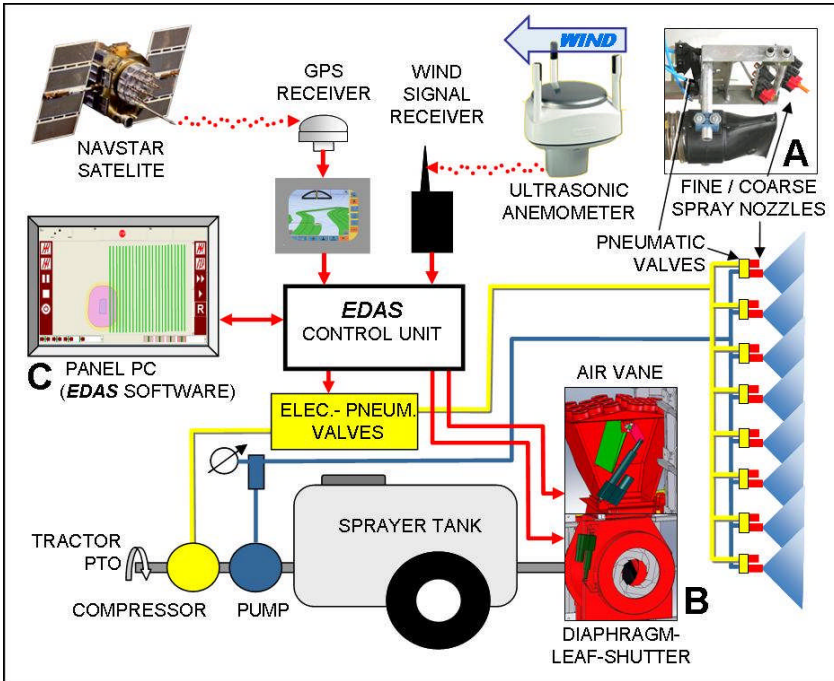 WIND
GPS
RECEIVER
WIND
SIGNAL
RECEIVER
NAVSTAR
SATELITE
ULTRASONIC
ANEMOMETER
A
FINE / COARSE
SPRAY NOZZLES
PNEUMATIC
VALVES
R
EDAS
CONTROL UNIT
C
PANEL PC
(EDAS SOFTWARE)
AIR VANE
ELEC.- PNEUM.
VALVES
SPRAYER TANK
TRACTOR
PTO
COMPRESSOR
PUMP
B
DIAPHRAGM-
LEAF-SHUTTER